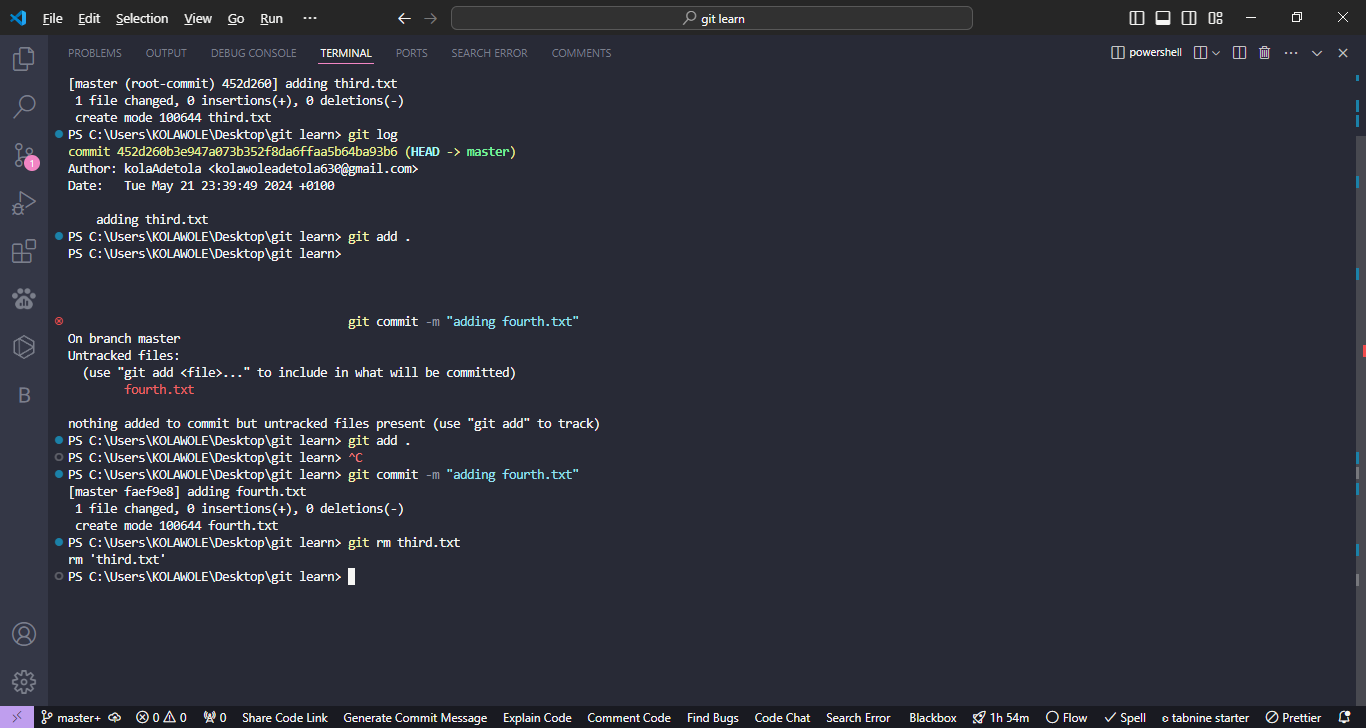 File Edit Selection View Go Run ···
git learn
PROBLEMS OUTPUT DEBUG CONSOLE TERMINAL PORTS SEARCH ERROR COMMENTS
powershell
[master (root-commit) 452d260] adding third.txt
1 file changed, 0 insertions(+), 0 deletions(-)
create mode 100644 third.txt
PS C:\Users\KOLAWOLE\Desktop\git learn> git log
commit 452d260b3e947a073b352f8da6ffaa5b64ba93b6 (HEAD -> master)
Author: kolaAdetola <kolawoleadetola630@gmail.com>
Date:   Tue May 21 23:39:49 2024 +0100
adding third.txt
PS C:\Users\KOLAWOLE\Desktop\git learn> git add .
PS C:\Users\KOLAWOLE\Desktop\git learn>
git commit -m "adding fourth.txt"
On branch master
Untracked files:
(use "git add <file>..." to include in what will be committed)
fourth.txt
nothing added to commit but untracked files present (use "git add" to track)
PS C:\Users\KOLAWOLE\Desktop\git learn> git add .
PS C:\Users\KOLAWOLE\Desktop\git learn> ^C
PS C:\Users\KOLAWOLE\Desktop\git learn> git commit -m "adding fourth.txt"
[master faef9e8] adding fourth.txt
1 file changed, 0 insertions(+), 0 deletions(-)
create mode 100644 fourth.txt
PS C:\Users\KOLAWOLE\Desktop\git learn> git rm third.txt
rm 'third.txt'
PS C:\Users\KOLAWOLE\Desktop\git learn>
1
B
master+ 0 0 0 Share Code Link Generate Commit Message Explain Code Comment Code Find Bugs Code Chat Search Error Blackbox 1h 54m Flow Spell tabnine starter Prettier